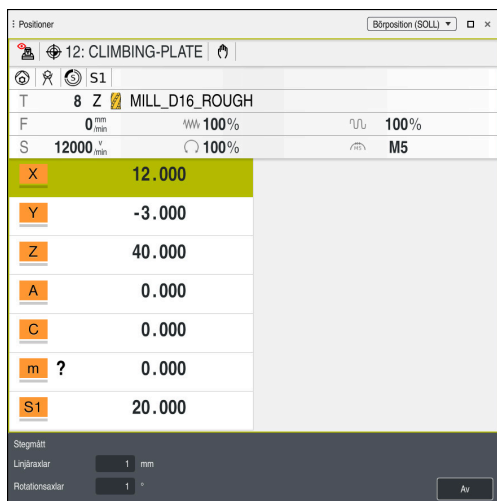 Positioner Börposition (SOLL)
12: CLIMBING-PLATE
S S1
T 8 Z MILL_D16_ROUGH
F 0 mm/min 100% 100%
S 12000 v/min 100% M5 M5
X 12.000
Y -3.000
Z 40.000
A 0.000
C 0.000
m ? 0.000
S1 20.000
Stegmått
Linjäraxlar 1 mm
Rotationsaxlar 1 °
Av